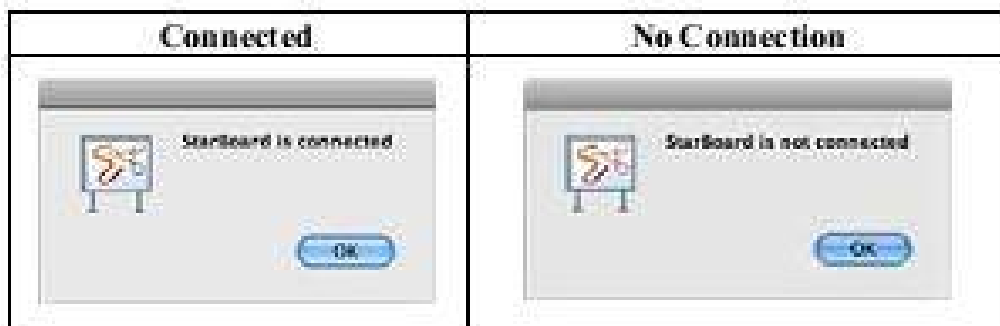 Connected
No Connection
StarBoard is connected
StarBoard is not connected
OK
OK